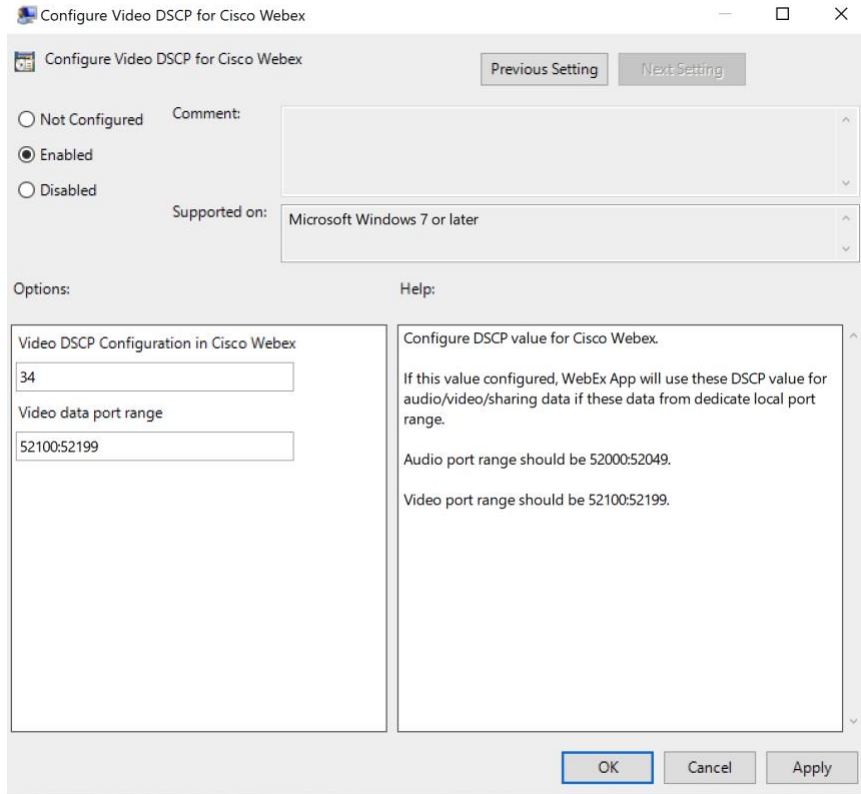 Configure Video DSCP for Cisco Webex
Configure Video DSCP for Cisco Webex
Previous Setting
Next Setting
Not Configured
Comment:
Enabled
Disabled
Supported on:
Microsoft Windows 7 or later
Options:
Help:
Video DSCP Configuration in Cisco Webex
34
Video data port range
52100:52199
Configure DSCP value for Cisco Webex.
If this value configured, WebEx App will use these DSCP value for
audio/video/sharing data if these data from dedicate local port
range.
Audio port range should be 52000:52049.
Video port range should be 52100:52199.
OK
Cancel
Apply